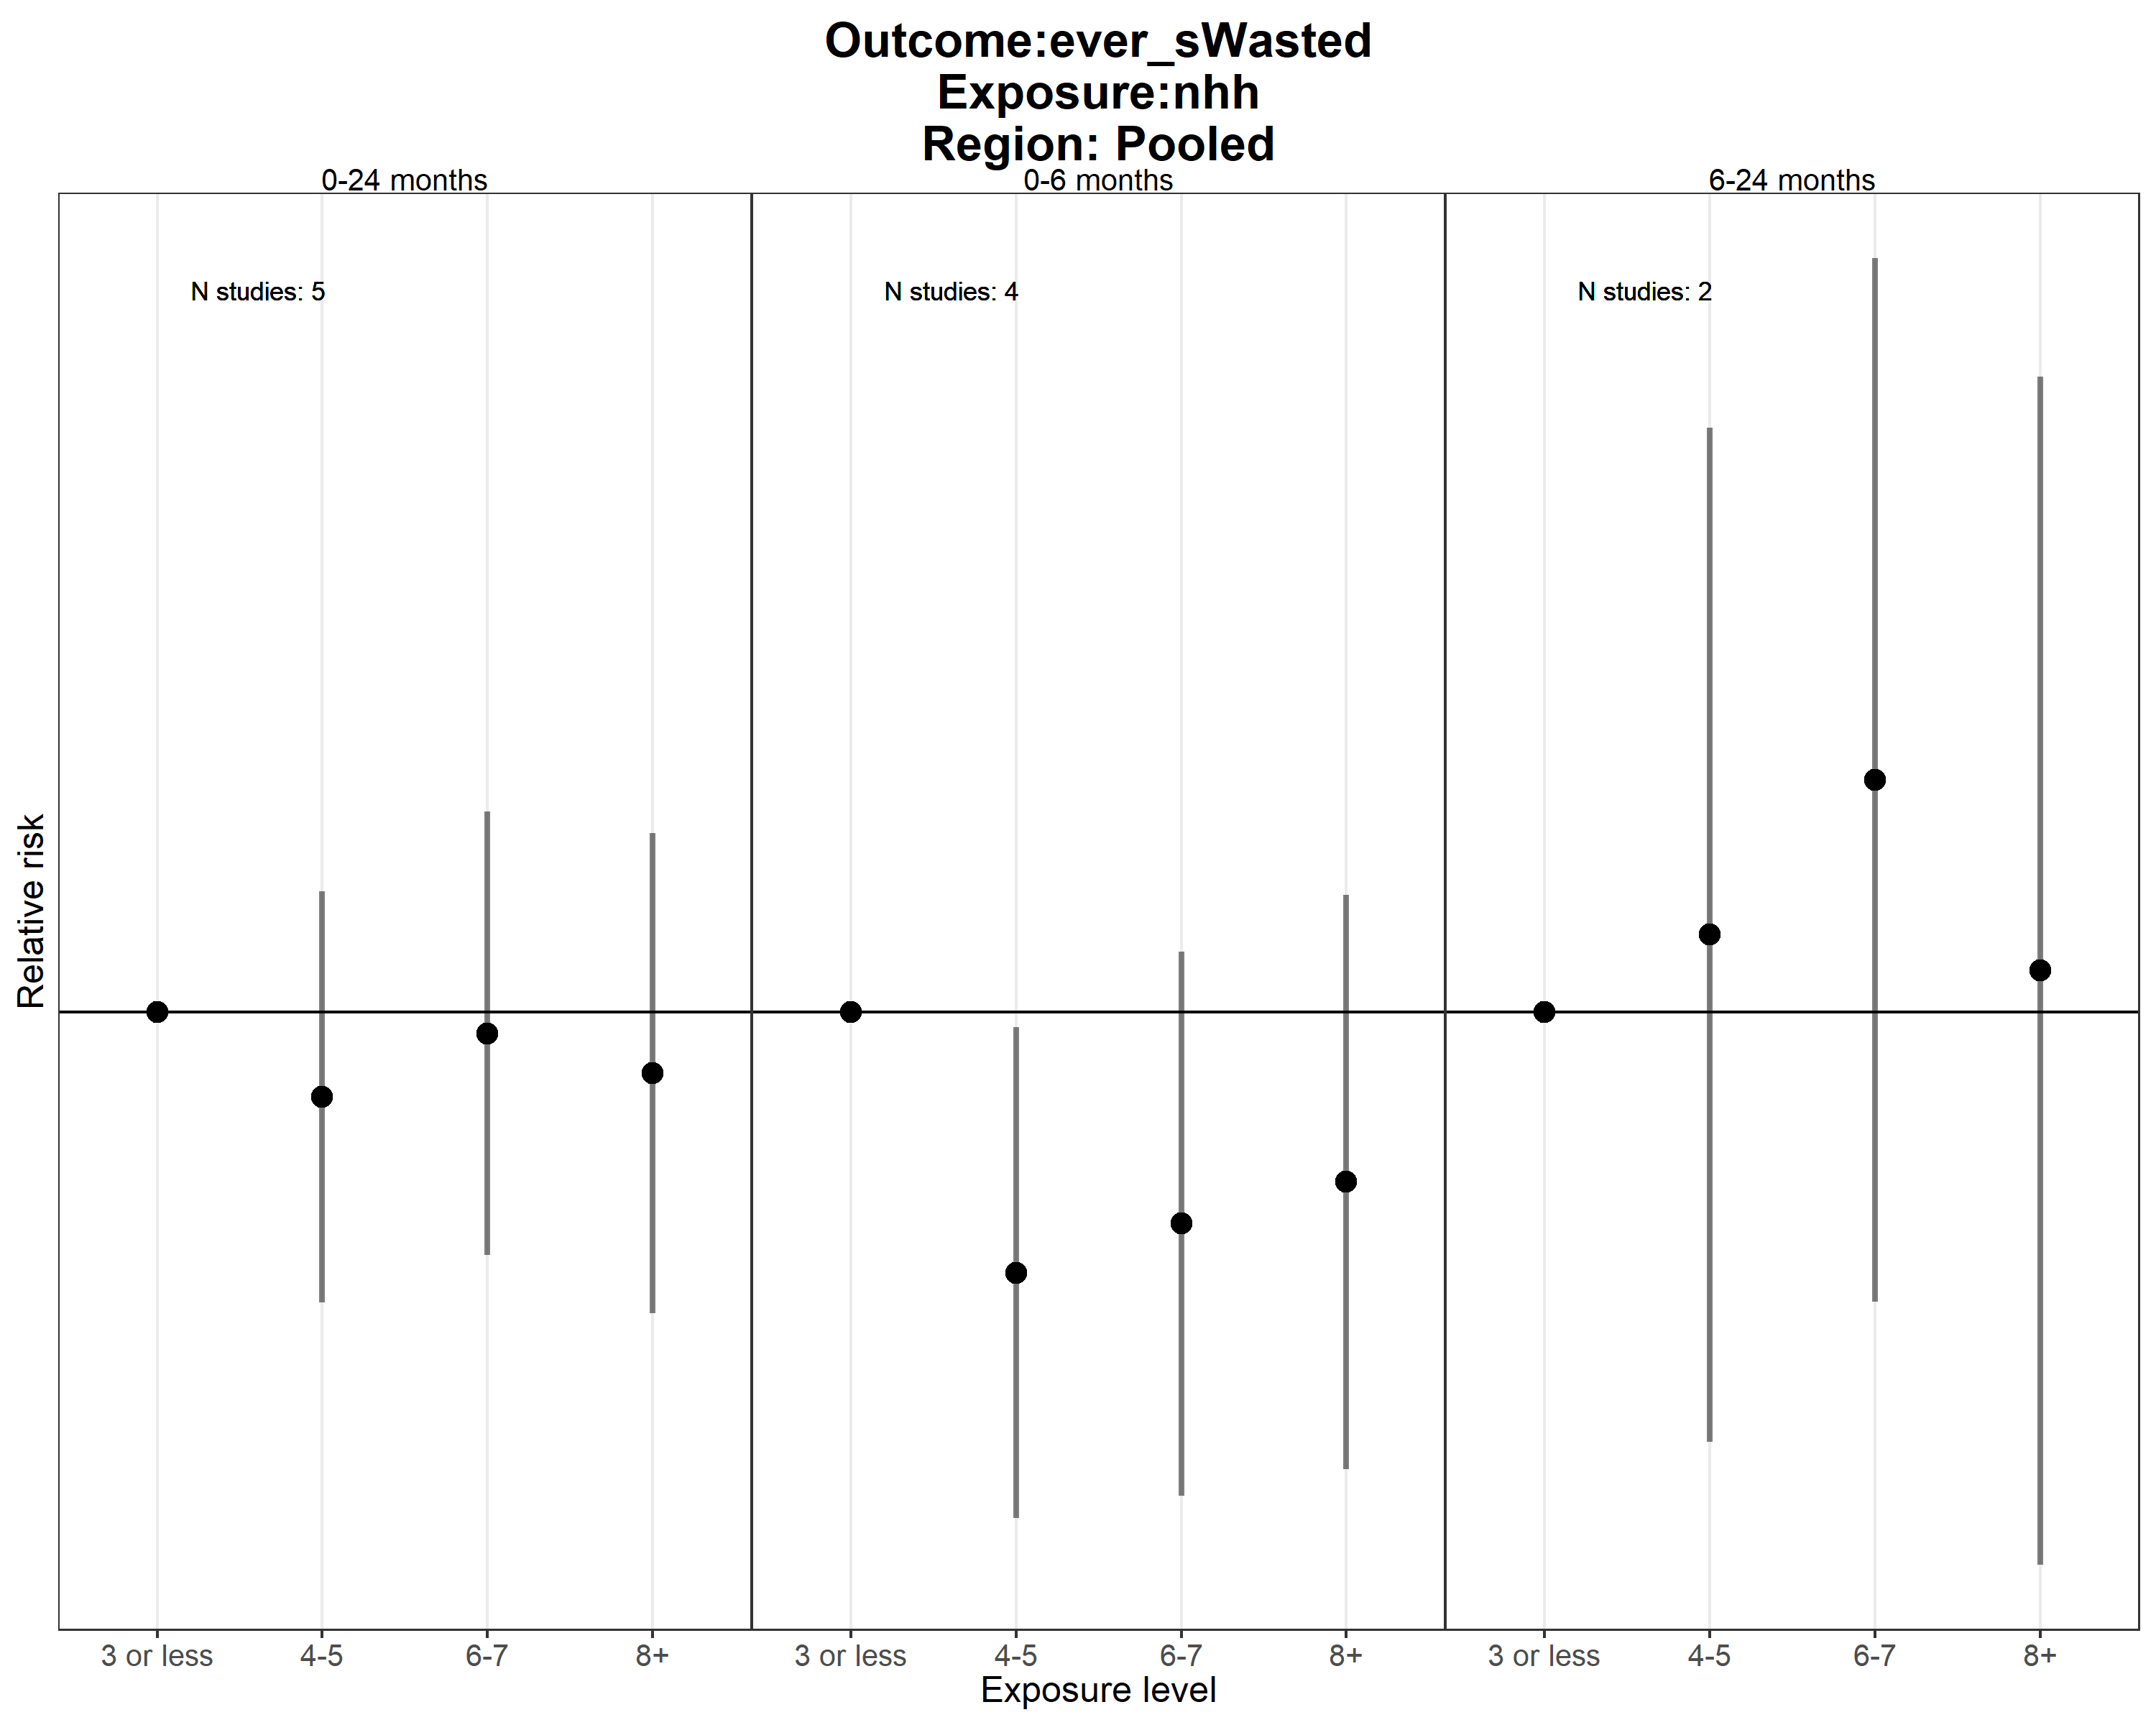 Outcome:ever_sWasted
Exposure:nhh
Region: Pooled
0-24 months
0-6 months
6-24 months
N studies: 5
N studies: 4
N studies: 2
Relative risk
3 or less
4-5
6-7
8+
3 or less
4-5
6-7
8+
3 or less
4-5
6-7
8+
Exposure level